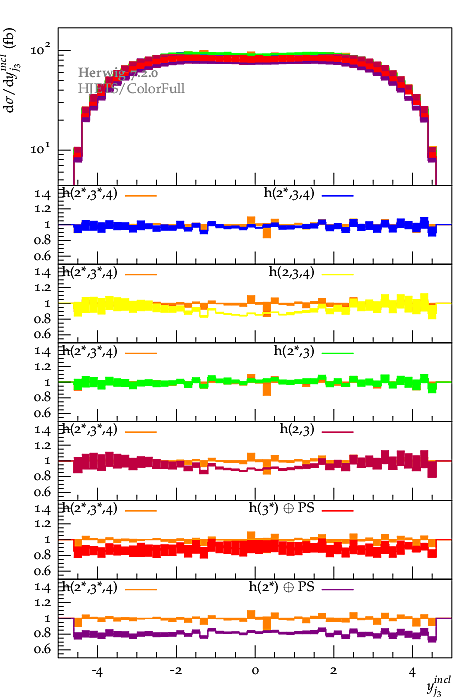 dσ/dy_{j_3}^{incl} (fb)
10^2
10^1
Herwig 7.2.0
HJETS/ColorFull
1.4
1.2
1
0.8
0.6
h(2*,3*,4) h(2*,3,4)
1.4
1.2
1
0.8
0.6
h(2*,3*,4) h(2,3,4)
1.4
1.2
1
0.8
0.6
h(2*,3*,4) h(2*,3)
1.4
1.2
1
0.8
0.6
h(2*,3*,4) h(2,3)
1.4
1.2
1
0.8
0.6
h(2*,3*,4) h(3*) ⊕ PS
1.4
1.2
1
0.8
0.6
h(2*,3*,4) h(2*) ⊕ PS
-4 -2 0 2 4
y_{j_3}^{incl}